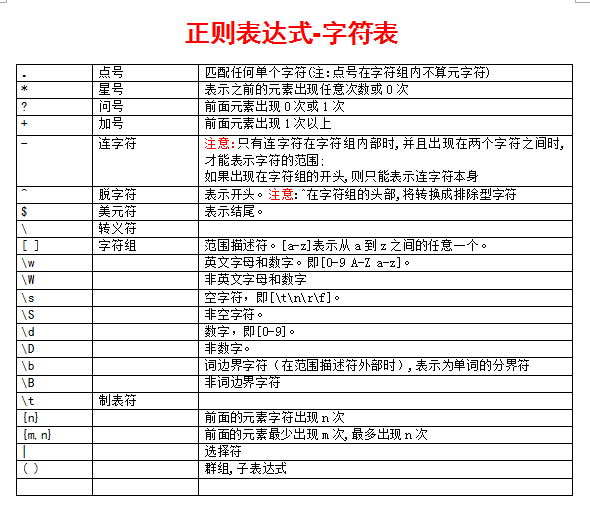 正则表达式-字符表
. 点号 匹配任何单个字符(注:点号在字符组内不算元字符)
* 星号 表示之前的元素出现任意次数或0次
? 问号 前面元素出现0次或1次
+ 加号 前面元素出现1次以上
- 连字符 注意:只有连字符在字符组内部时,并且出现在两个字符之间时,
才能表示字符的范围;
如果出现在字符组的开头,则只能表示连字符本身
^ 脱字符 表示开头。注意:^在字符组的头部,将转换成排除型字符
$ 美元符 表示结尾。
\ 转义符
[ ] 字符组 范围描述符。[a-z]表示从a到z之间的任意一个。
\w 英文字母和数字。即[0-9 A-Z a-z]。
\W 非英文字母和数字
\s 空字符，即[\t\n\r\f]。
\S 非空字符。
\d 数字，即[0-9]。
\D 非数字。
\b 词边界字符（在范围描述符外部时）,表示为单词的分界符
\B 非词边界字符
\t 制表符
{n} 前面的元素字符出现n次
{m,n} 前面的元素最少出现m次,最多出现n次
| 选择符
( ) 群组,子表达式